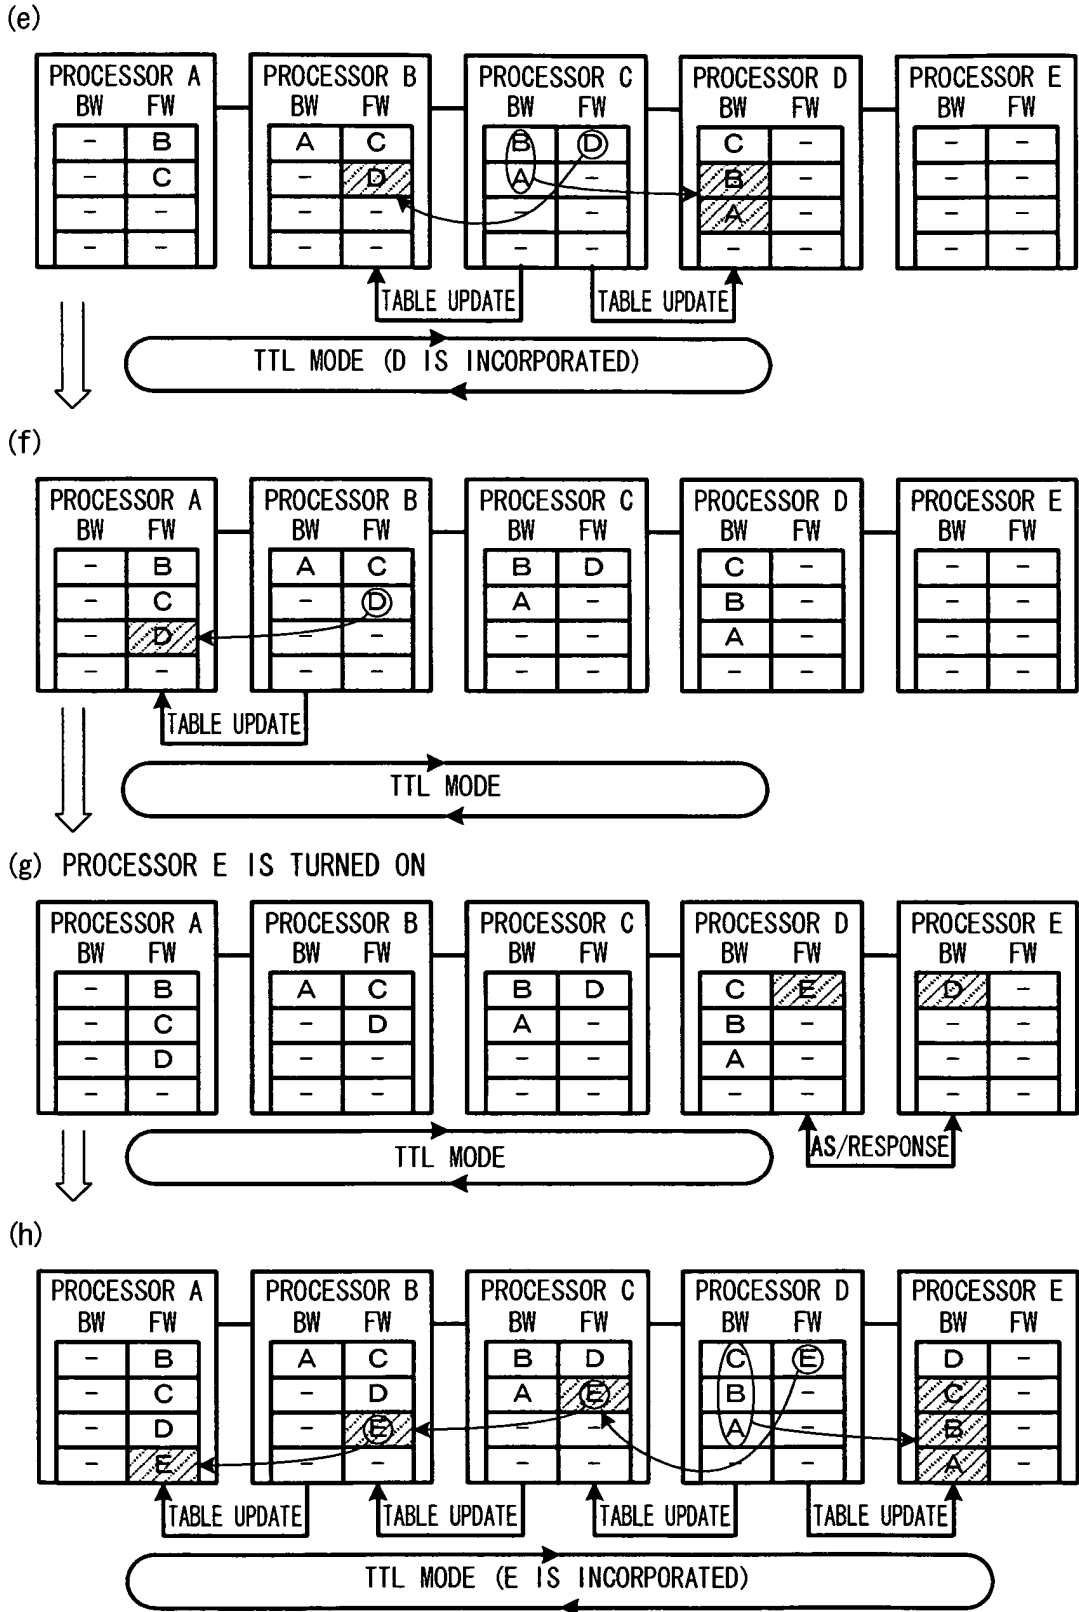 (e)
PROCESSOR A PROCESSOR B PROCESSOR C PROCESSOR D PROCESSOR E
BW FW BW FW BW FW BW FW BW FW
- B A C B D C - - -
- C - D A - B - - -
- - - - - - A - - -
- - - - - - - - - -
TABLE UPDATE TABLE UPDATE
TTL MODE (D IS INCORPORATED)
(f)
PROCESSOR A PROCESSOR B PROCESSOR C PROCESSOR D PROCESSOR E
BW FW BW FW BW FW BW FW BW FW
- B A C B D C - - -
- C - D A - B - - -
- D - - - - A - - -
- - - - - - - - - -
TABLE UPDATE
TTL MODE
(g) PROCESSOR E IS TURNED ON
PROCESSOR A PROCESSOR B PROCESSOR C PROCESSOR D PROCESSOR E
BW FW BW FW BW FW BW FW BW FW
- B A C B D C E D -
- C - D A - B - - -
- D - - - - A - - -
- - - - - - - - - -
TTL MODE AS/RESPONSE
(h)
PROCESSOR A PROCESSOR B PROCESSOR C PROCESSOR D PROCESSOR E
BW FW BW FW BW FW BW FW BW FW
- B A C B D C E D -
- C - D A E B - C -
- D - E - - A - B -
- E - - - - - - A -
TABLE UPDATE TABLE UPDATE TABLE UPDATE TABLE UPDATE
TTL MODE (E IS INCORPORATED)